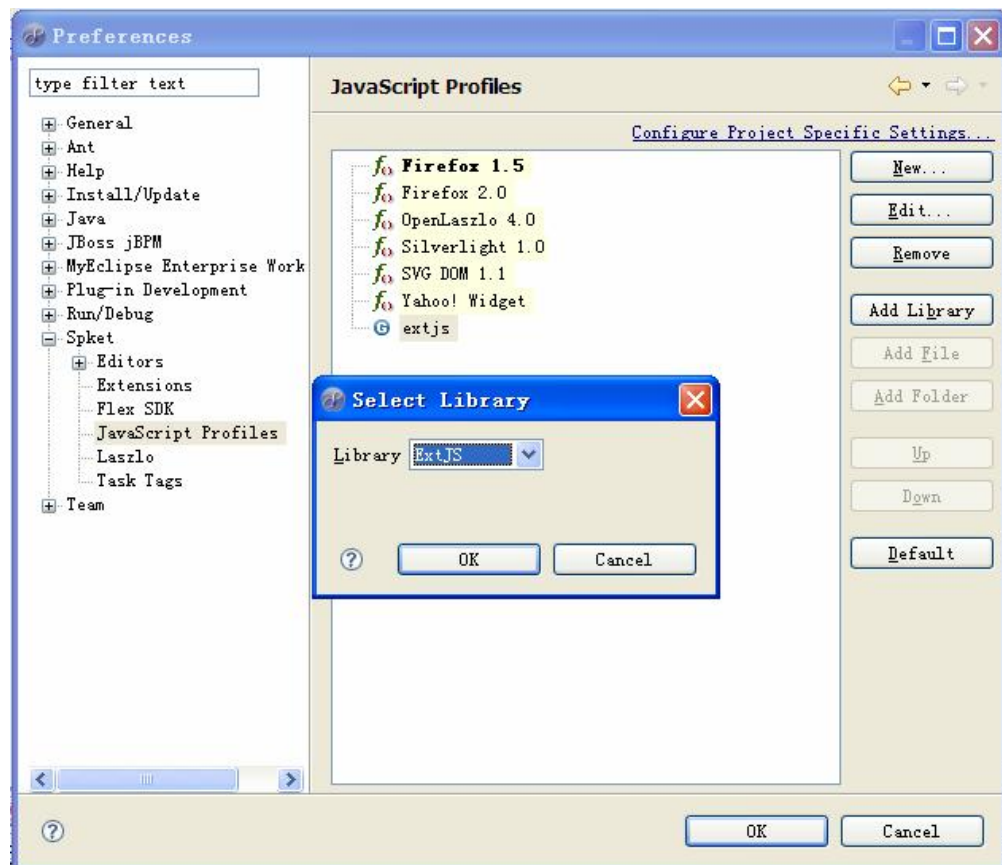 Preferences
type filter text
General
Ant
Help
Install/Update
Java
JBoss jBPM
MyEclipse Enterprise Work
Plug-in Development
Run/Debug
Spket
Editors
Extensions
Flex SDK
JavaScript Profiles
Laszlo
Task Tags
Team
JavaScript Profiles
Configure Project Specific Settings...
Firefox 1.5
Firefox 2.0
OpenLaszlo 4.0
Silverlight 1.0
SVG DOM 1.1
Yahoo! Widget
extjs
New...
Edit...
Remove
Add Library
Add File
Add Folder
Up
Down
Default
Select Library
Library ExtJS
OK Cancel
OK Cancel